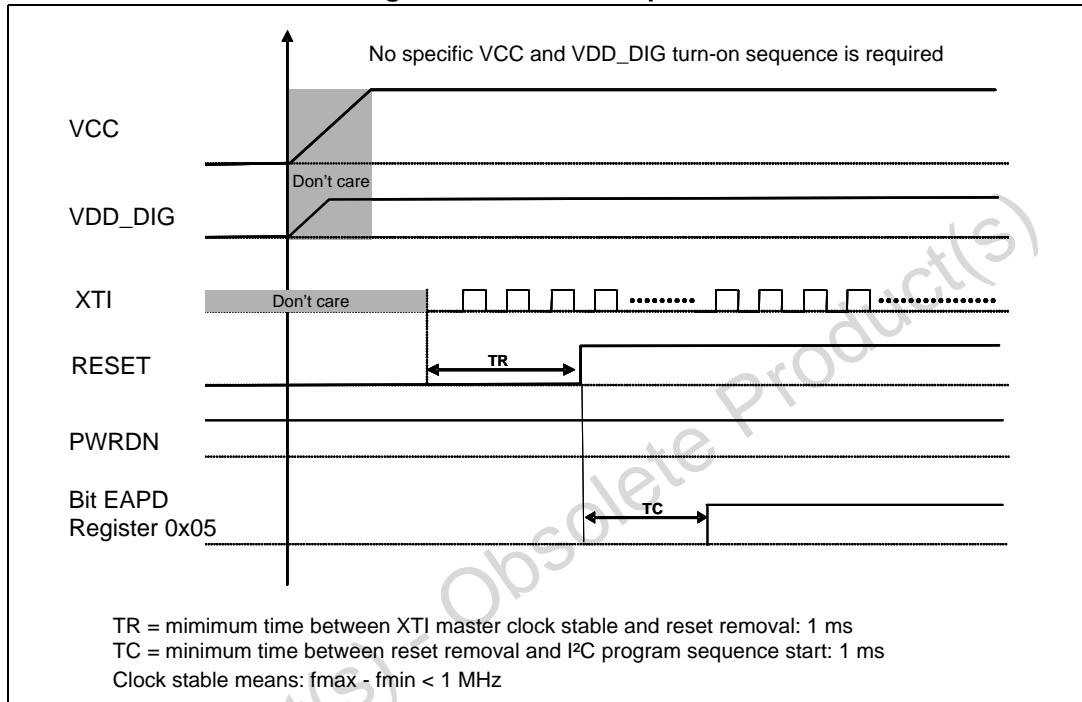 No specific VCC and VDD_DIG turn-on sequence is required
VCC
Don't care
VDD_DIG
XTI
Don't care
RESET
TR
PWRDN
Bit EAPD
Register 0x05
TC
TR = mimimum time between XTI master clock stable and reset removal: 1 ms
TC = minimum time between reset removal and I²C program sequence start: 1 ms
Clock stable means: fmax - fmin < 1 MHz
(s) - Obsolete Product(s)